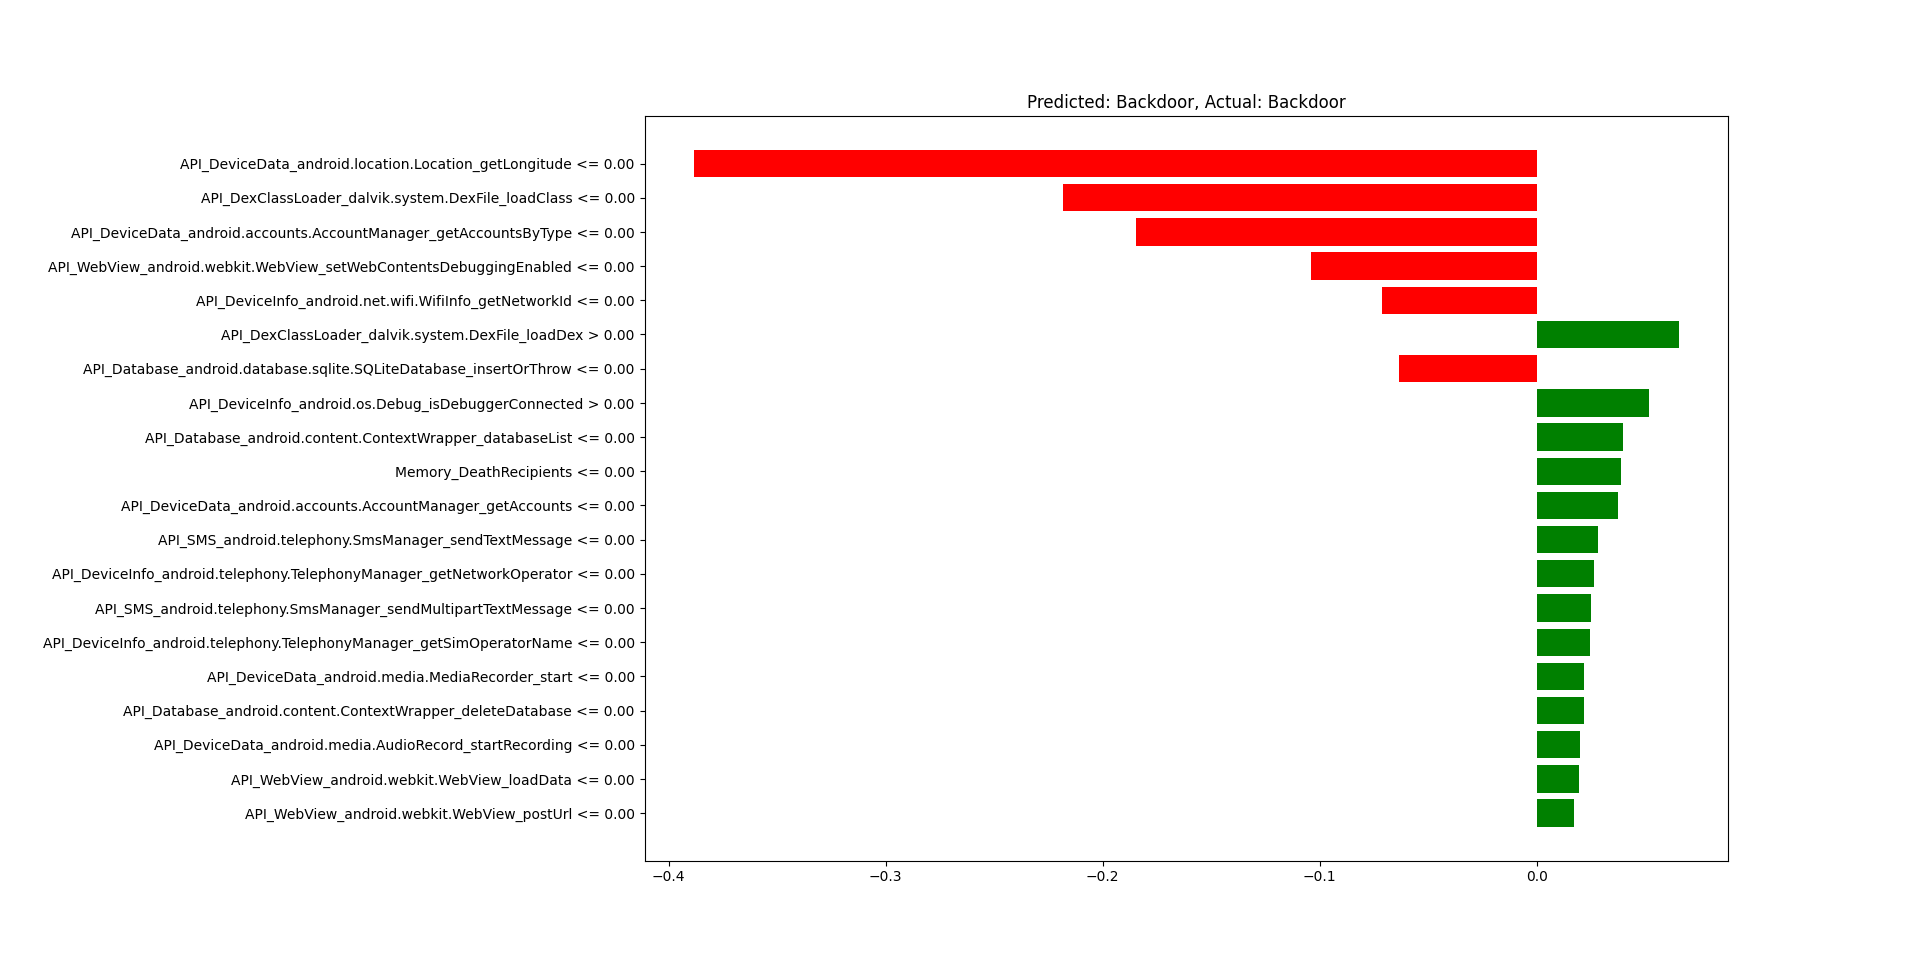 Predicted: Backdoor, Actual: Backdoor
API_DeviceData_android.location.Location_getLongitude <= 0.00
API_DexClassLoader_dalvik.system.DexFile_loadClass <= 0.00
API_DeviceData_android.accounts.AccountManager_getAccountsByType <= 0.00
API_WebView_android.webkit.WebView_setWebContentsDebuggingEnabled <= 0.00
API_DeviceInfo_android.net.wifi.WifiInfo_getNetworkId <= 0.00
API_DexClassLoader_dalvik.system.DexFile_loadDex > 0.00
API_Database_android.database.sqlite.SQLiteDatabase_insertOrThrow <= 0.00
API_DeviceInfo_android.os.Debug_isDebuggerConnected > 0.00
API_Database_android.content.ContextWrapper_databaseList <= 0.00
Memory_DeathRecipients <= 0.00
API_DeviceData_android.accounts.AccountManager_getAccounts <= 0.00
API_SMS_android.telephony.SmsManager_sendTextMessage <= 0.00
API_DeviceInfo_android.telephony.TelephonyManager_getNetworkOperator <= 0.00
API_SMS_android.telephony.SmsManager_sendMultipartTextMessage <= 0.00
API_DeviceInfo_android.telephony.TelephonyManager_getSimOperatorName <= 0.00
API_DeviceData_android.media.MediaRecorder_start <= 0.00
API_Database_android.content.ContextWrapper_deleteDatabase <= 0.00
API_DeviceData_android.media.AudioRecord_startRecording <= 0.00
API_WebView_android.webkit.WebView_loadData <= 0.00
API_WebView_android.webkit.WebView_postUrl <= 0.00
−0.4 −0.3 −0.2 −0.1 0.0